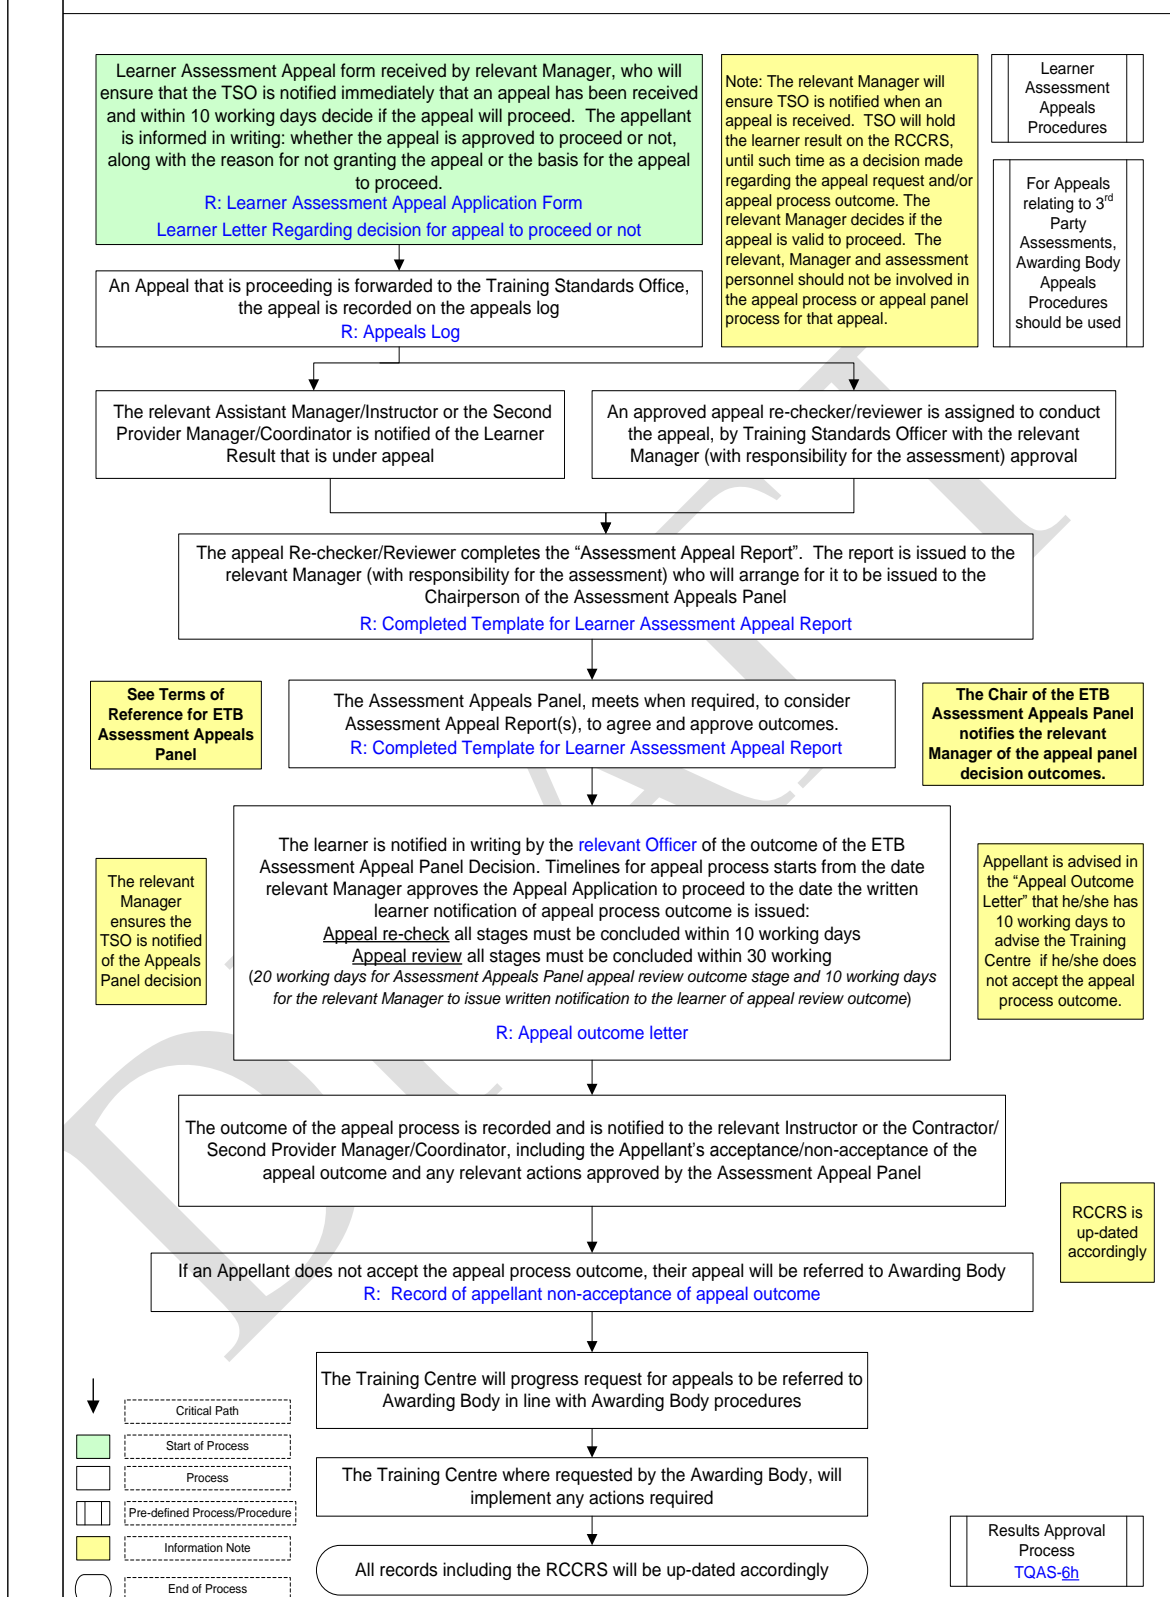 Learner Assessment Appeal form received by relevant Manager, who will
ensure that the TSO is notified immediately that an appeal has been received
and within 10 working days decide if the appeal will proceed.  The appellant
is informed in writing: whether the appeal is approved to proceed or not,
along with the reason for not granting the appeal or the basis for the appeal
to proceed.
R: Learner Assessment Appeal Application Form
Learner Letter Regarding decision for appeal to proceed or not
Note: The relevant Manager will
ensure TSO is notified when an
appeal is received.  TSO will hold
the learner result on the RCCRS,
until such time as a decision made
regarding the appeal request and/or
appeal process outcome. The
relevant Manager decides if the
appeal is valid to proceed.  The
relevant, Manager and assessment
personnel should not be involved in
the appeal process or appeal panel
process for that appeal.
Learner
Assessment
Appeals
Procedures
For Appeals
relating to 3rd
Party
Assessments,
Awarding Body
Appeals
Procedures
should be used
An Appeal that is proceeding is forwarded to the Training Standards Office,
the appeal is recorded on the appeals log
R: Appeals Log
The relevant Assistant Manager/Instructor or the Second
Provider Manager/Coordinator is notified of the Learner
Result that is under appeal
An approved appeal re-checker/reviewer is assigned to conduct
the appeal, by Training Standards Officer with the relevant
Manager (with responsibility for the assessment) approval
The appeal Re-checker/Reviewer completes the “Assessment Appeal Report”.  The report is issued to the
relevant Manager (with responsibility for the assessment) who will arrange for it to be issued to the
Chairperson of the Assessment Appeals Panel
R: Completed Template for Learner Assessment Appeal Report
See Terms of
Reference for ETB
Assessment Appeals
Panel
The Assessment Appeals Panel, meets when required, to consider
Assessment Appeal Report(s), to agree and approve outcomes.
R: Completed Template for Learner Assessment Appeal Report
The Chair of the ETB
Assessment Appeals Panel
notifies the relevant
Manager of the appeal panel
decision outcomes.
The relevant
Manager
ensures the
TSO is notified
of the Appeals
Panel decision
The learner is notified in writing by the relevant Officer of the outcome of the ETB
Assessment Appeal Panel Decision. Timelines for appeal process starts from the date
relevant Manager approves the Appeal Application to proceed to the date the written
learner notification of appeal process outcome is issued:
Appeal re-check all stages must be concluded within 10 working days
Appeal review all stages must be concluded within 30 working
(20 working days for Assessment Appeals Panel appeal review outcome stage and 10 working days
for the relevant Manager to issue written notification to the learner of appeal review outcome)
R: Appeal outcome letter
Appellant is advised in
the “Appeal Outcome
Letter” that he/she has
10 working days to
advise the Training
Centre  if he/she does
not accept the appeal
process outcome.
The outcome of the appeal process is recorded and is notified to the relevant Instructor or the Contractor/
Second Provider Manager/Coordinator, including the Appellant’s acceptance/non-acceptance of the
appeal outcome and any relevant actions approved by the Assessment Appeal Panel
RCCRS is
up-dated
accordingly
If an Appellant does not accept the appeal process outcome, their appeal will be referred to Awarding Body
R:  Record of appellant non-acceptance of appeal outcome
The Training Centre will progress request for appeals to be referred to
Awarding Body in line with Awarding Body procedures
The Training Centre where requested by the Awarding Body, will
implement any actions required
All records including the RCCRS will be up-dated accordingly
Critical Path
Start of Process
Process
Pre-defined Process/Procedure
Information Note
End of Process
Results Approval
Process
TQAS-6h
DRAFT